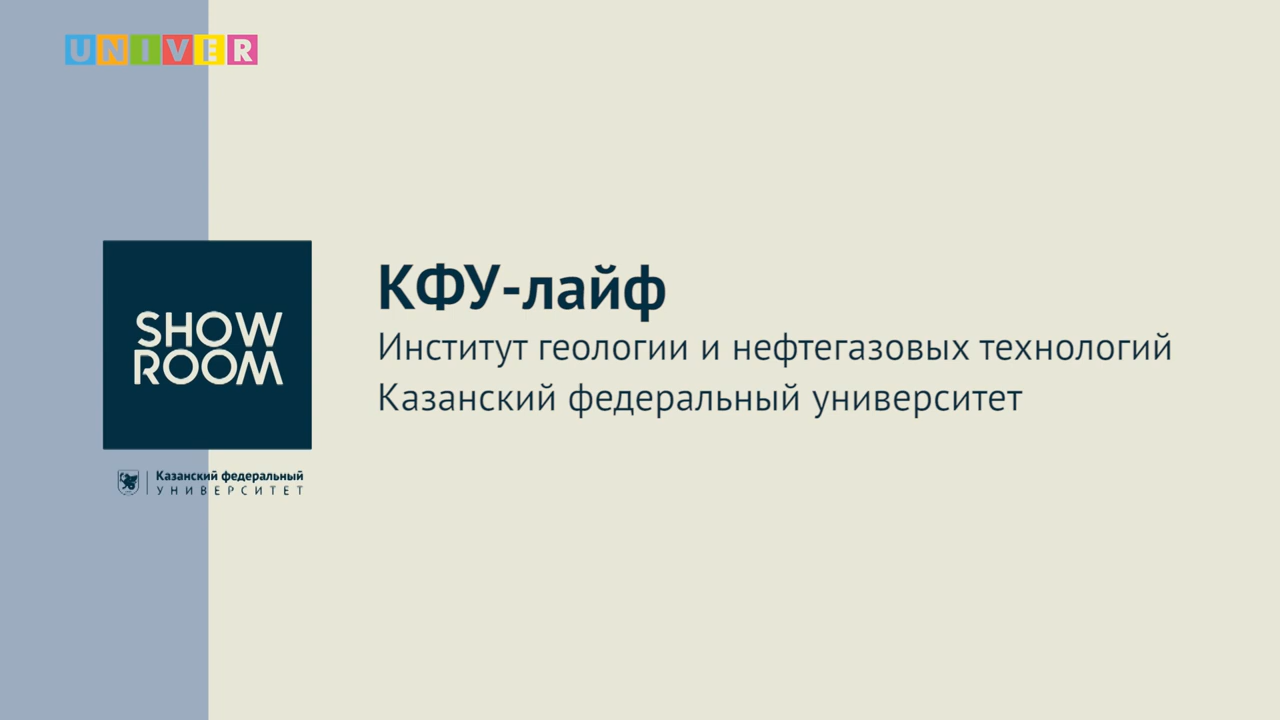 UNIVER
SHOW
ROOM
Казанский федеральный
УНИВЕРСИТЕТ
КФУ-лайф
Институт геологии и нефтегазовых технологий
Казанский федеральный университет